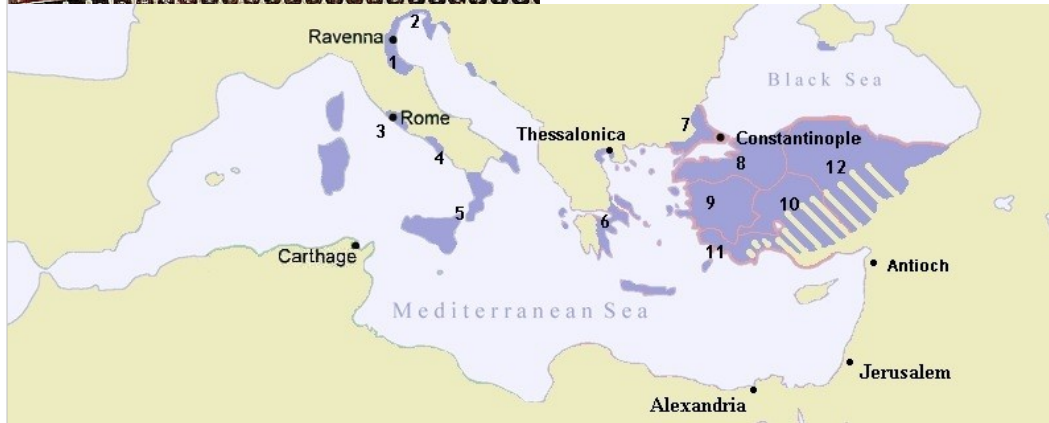 2
Ravenna
1
Black Sea
3
Rome
7
Constantinople
Thessalonica
4
8
12
9
10
5
6
11
Carthage
Antioch
Mediterranean Sea
Jerusalem
Alexandria